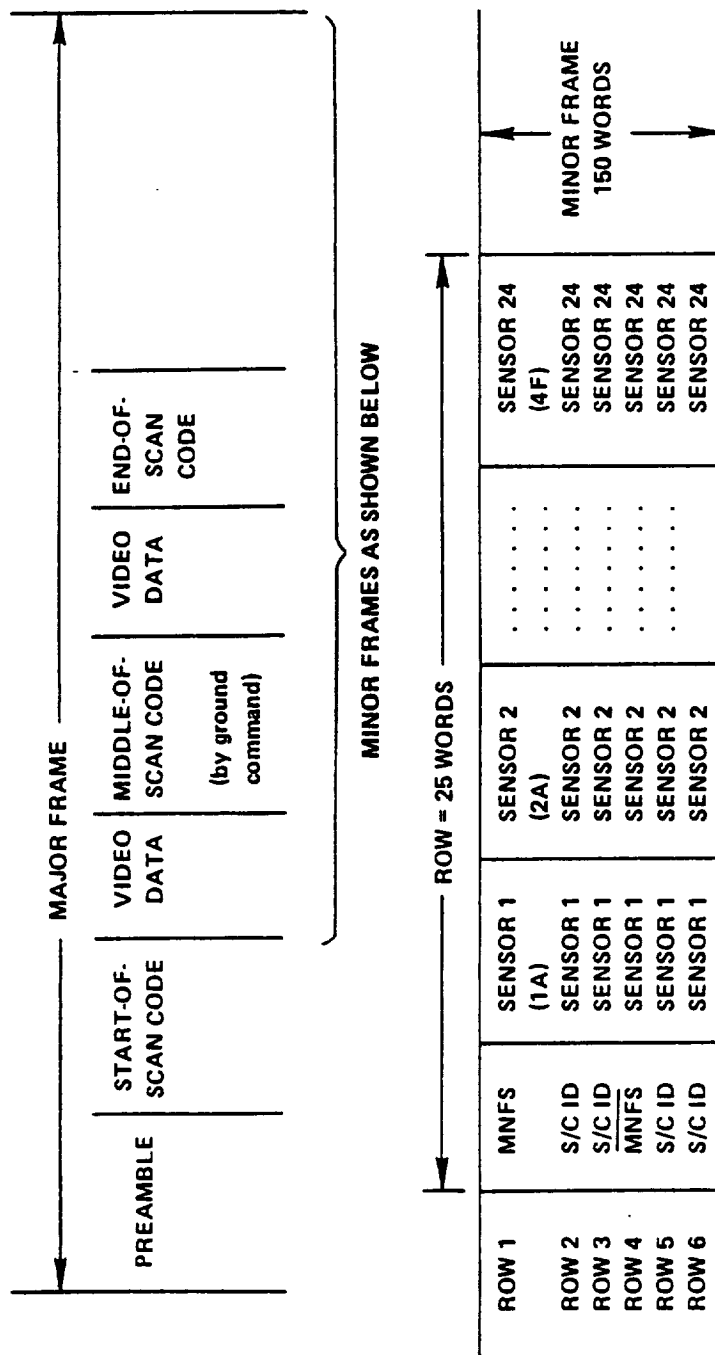 MAJOR FRAME
PREAMBLE
START-OF-
SCAN CODE
VIDEO
DATA
MIDDLE-OF-
SCAN CODE
(by ground
command)
VIDEO
DATA
END-OF-
SCAN
CODE
MINOR FRAMES AS SHOWN BELOW
ROW = 25 WORDS
ROW 1 MNFS SENSOR 1 SENSOR 2 . . . . . . SENSOR 24
(1A) (2A) . . . . . . (4F)
ROW 2 S/C ID SENSOR 1 SENSOR 2 . . . . . . SENSOR 24
ROW 3 S/C ID SENSOR 1 SENSOR 2 . . . . . . SENSOR 24
ROW 4 MNFS SENSOR 1 SENSOR 2 . . . . . . SENSOR 24
ROW 5 S/C ID SENSOR 1 SENSOR 2 . . . . . . SENSOR 24
ROW 6 S/C ID SENSOR 1 SENSOR 2 SENSOR 24
MINOR FRAME
150 WORDS